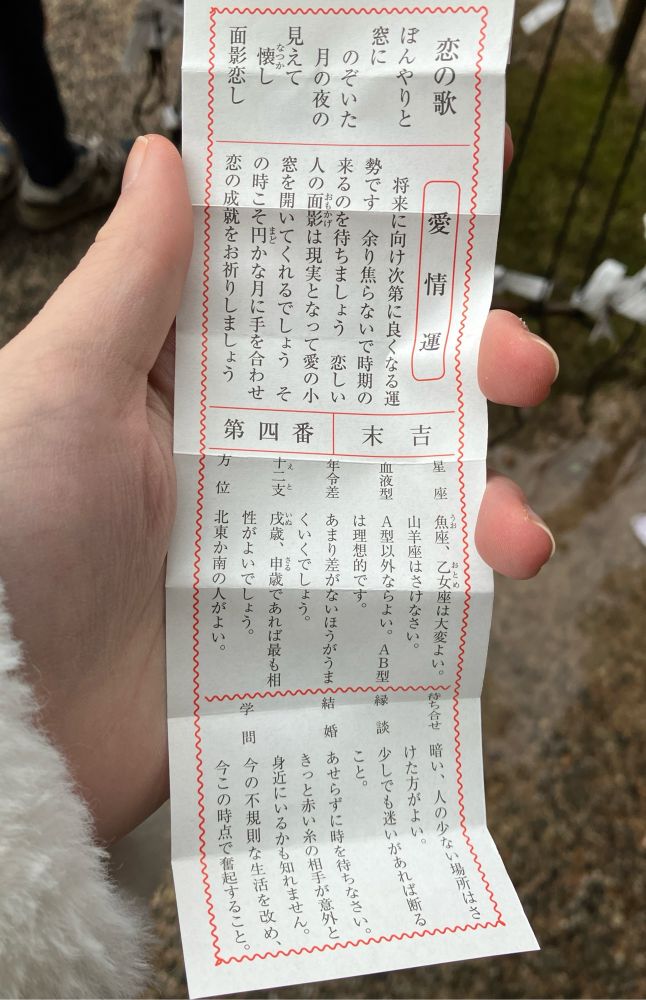 恋の歌
ぼんやりと
窓に
のぞいた
月の夜の
見えて
懐し
面影恋し
愛情運
将来に向け次第に良くなる運
勢です 余り焦らないで時期の
来るのを待ちましょう 恋しい
人の面影は現実となって愛の小
窓を開いてくれるでしょう そ
の時こそ円かな月に手を合わせ
恋の成就をお祈りしましょう
末吉
第四番
星座 魚座、乙女座は大変よい。
山羊座はさけなさい。
血液型 A型以外ならよい。AB型
は理想的です。
年令差 あまり差がないほうがうま
くいくでしょう。
十二支 戌歳、申歳であれば最も相
性がよいでしょう。
方位 北東か南の人がよい。
待ち合せ 暗い、人の少ない場所はさ
けた方がよい。
縁談 少しでも迷いがあれば断る
こと。
結婚 あせらずに時を待ちなさい。
きっと赤い糸の相手が意外と
身近にいるかも知れません。
学問 今の不規則な生活を改め、
今この時点で奮起すること。